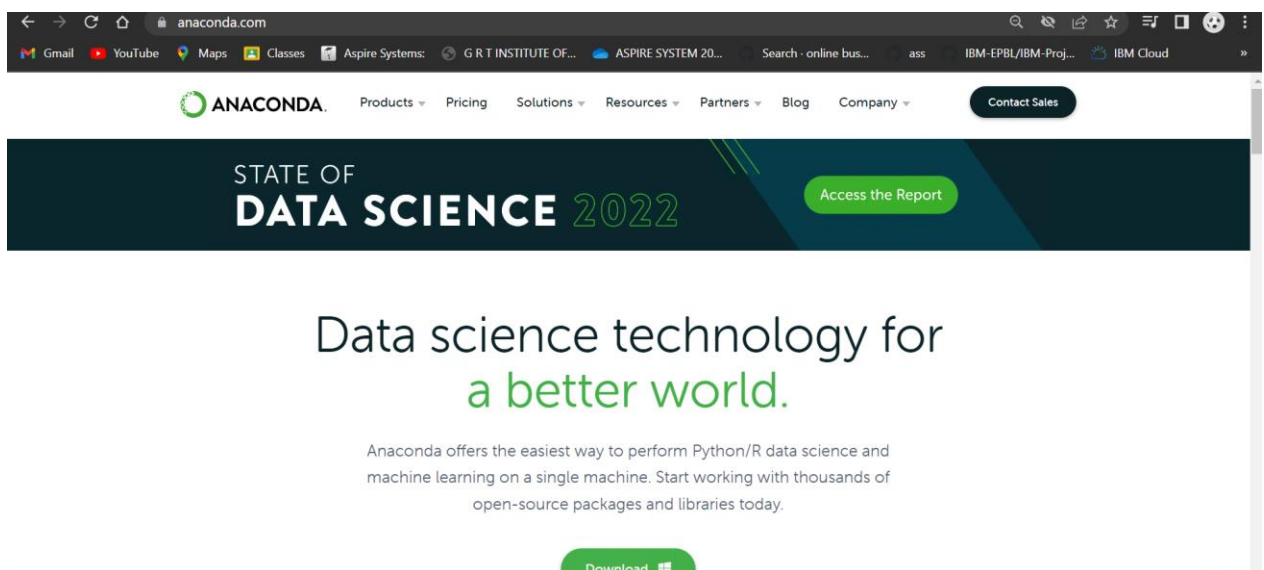 anaconda.com
Gmail YouTube Maps Classes Aspire Systems: G R T INSTITUTE OF... ASPIRE SYSTEM 20... Search - online bus... ass IBM-EPBL/IBM-Proj... IBM Cloud »
ANACONDA. Products Pricing Solutions Resources Partners Blog Company Contact Sales
STATE OF
DATA SCIENCE 2022
Access the Report
Data science technology for
a better world.
Anaconda offers the easiest way to perform Python/R data science and
machine learning on a single machine. Start working with thousands of
open-source packages and libraries today.
Download